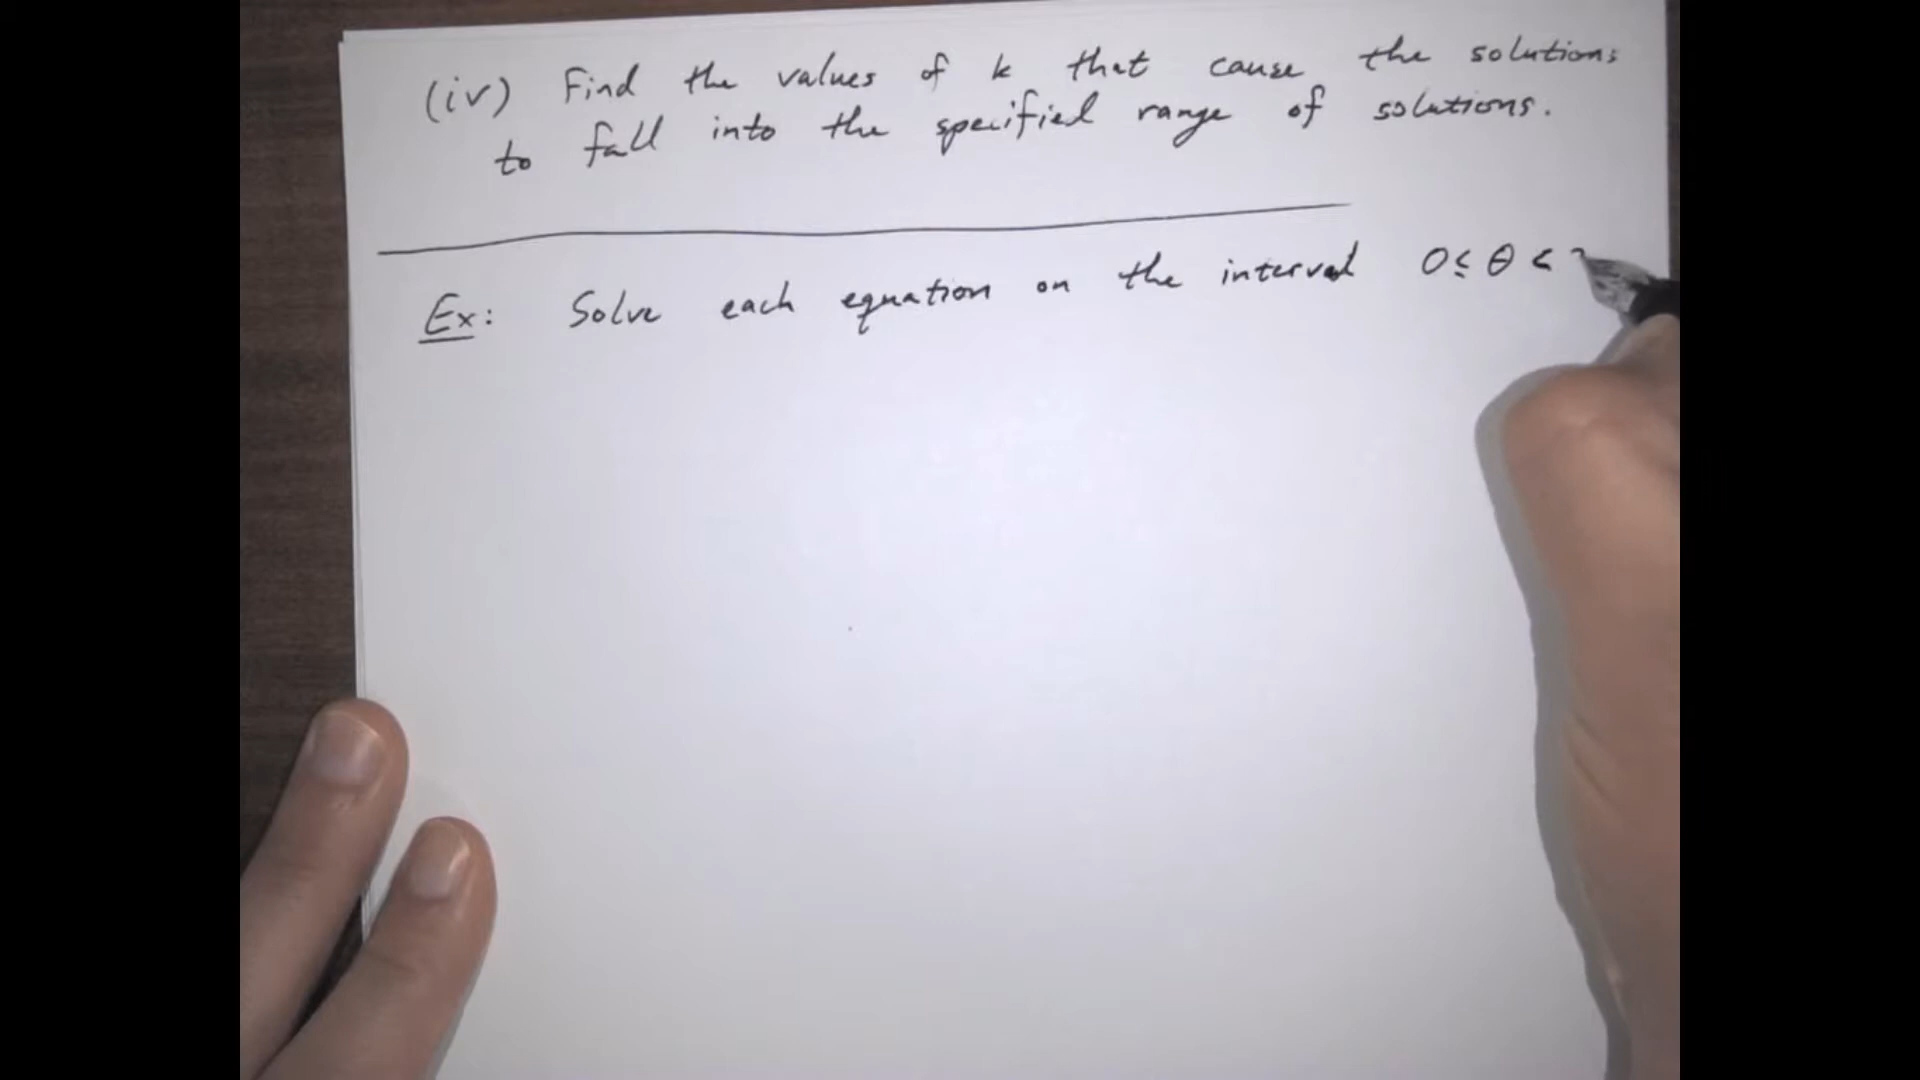 (iv) Find the values of k that cause the solutions
to fall into the specified range of solutions.
Ex: Solve each equation on the interval 0 ≤ θ <